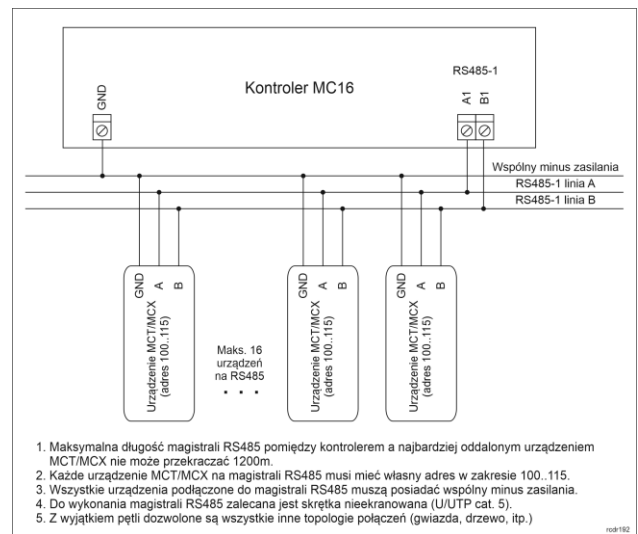 Kontroler MC16
RS485-1
GND
A1
B1
Wspólny minus zasilania
RS485-1 linia A
RS485-1 linia B
GND
A
B
Urządzenie MCT/MCX
(adres 100..115)
Maks. 16
urządzeń
na RS485
. . .
GND
A
B
Urządzenie MCT/MCX
(adres 100..115)
GND
A
B
Urządzenie MCT/MCX
(adres 100..115)
1. Maksymalna długość magistrali RS485 pomiędzy kontrolerem a najbardziej oddalonym urządzeniem
MCT/MCX nie może przekraczać 1200m.
2. Każde urządzenie MCT/MCX na magistrali RS485 musi mieć własny adres w zakresie 100..115.
3. Wszystkie urządzenia podłączone do magistrali RS485 muszą posiadać wspólny minus zasilania.
4. Do wykonania magistrali RS485 zalecana jest skrętka nieekranowana (U/UTP cat. 5).
5. Z wyjątkiem pętli dozwolone są wszystkie inne topologie połączeń (gwiazda, drzewo, itp.)
rodr192